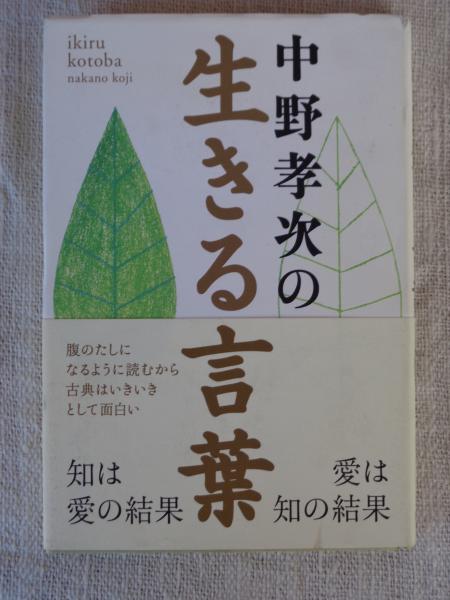 ikiru
kotoba
nakano koji
中野孝次の
生きる言葉
腹のたしに
なるように読むから
古典はいきいき
として面白い
愛は
知の結果
知は
愛の結果